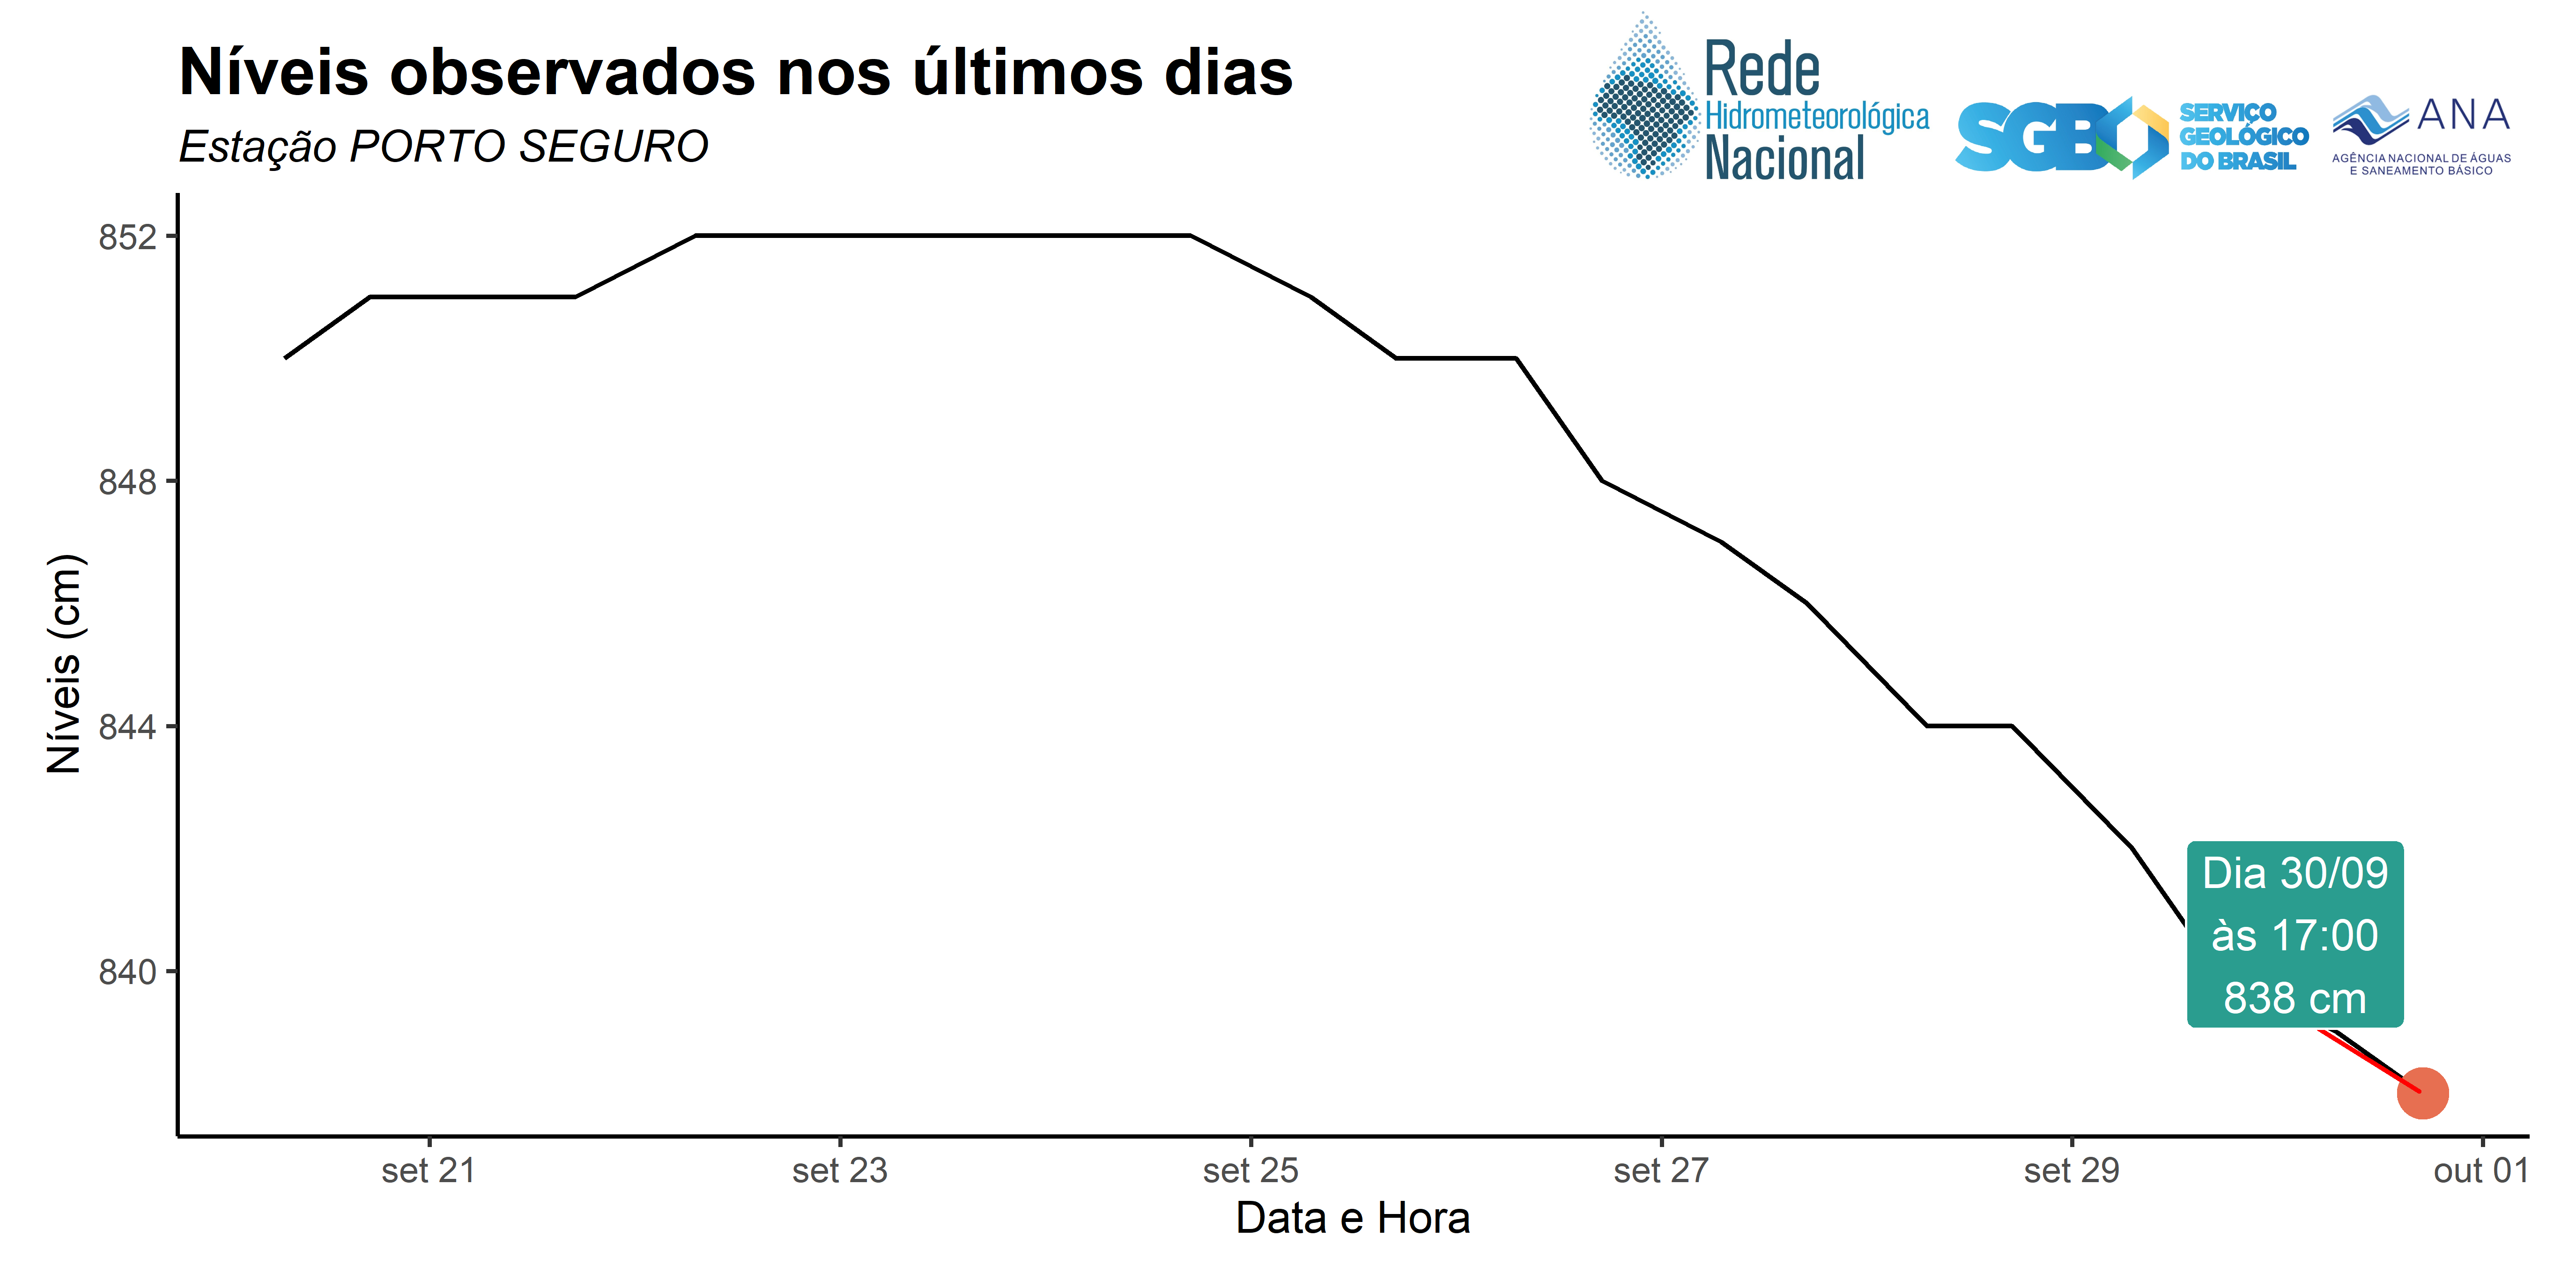 Níveis observados nos últimos dias
Estação PORTO SEGURO
Rede
Hidrometeorológica
Nacional
SGB
SERVIÇO
GEOLÓGICO
DO BRASIL
ANA
AGÊNCIA NACIONAL DE ÁGUAS
E SANEAMENTO BÁSICO
Níveis (cm)
852
848
844
840
Dia 30/09
às 17:00
838 cm
set 21
set 23
set 25
set 27
set 29
out 01
Data e Hora